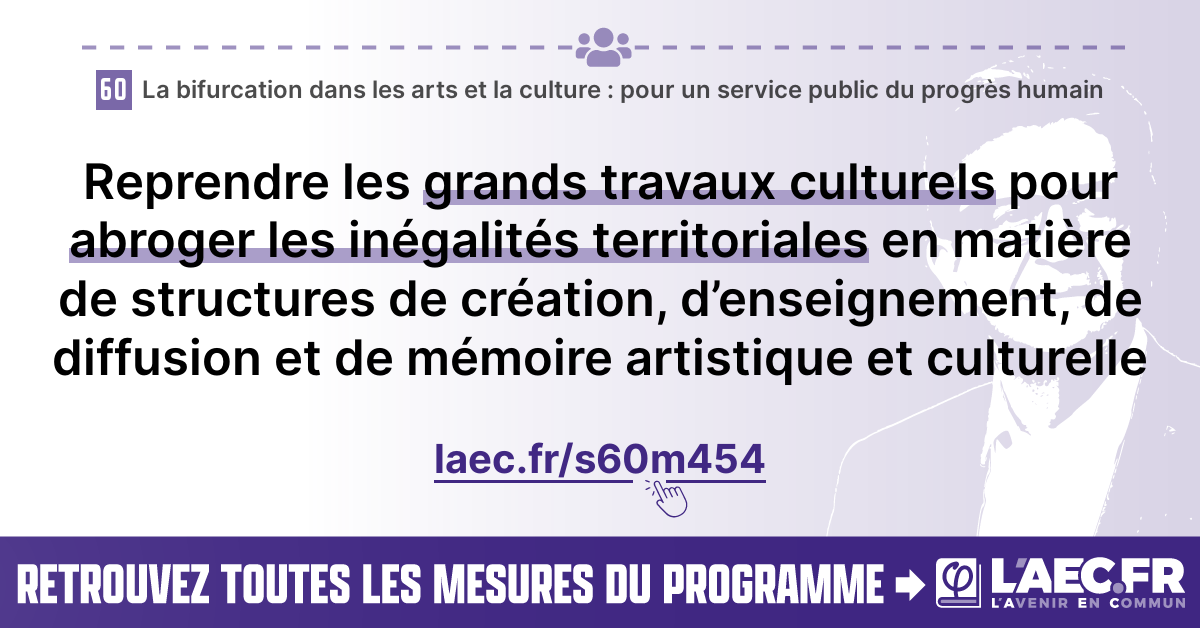 60 La bifurcation dans les arts et la culture : pour un service public du progrès humain
Reprendre les grands travaux culturels pour
abroger les inégalités territoriales en matière
de structures de création, d’enseignement, de
diffusion et de mémoire artistique et culturelle
laec.fr/s60m454
RETROUVEZ TOUTES LES MESURES DU PROGRAMME
φ L'AEC.FR
L'AVENIR EN COMMUN